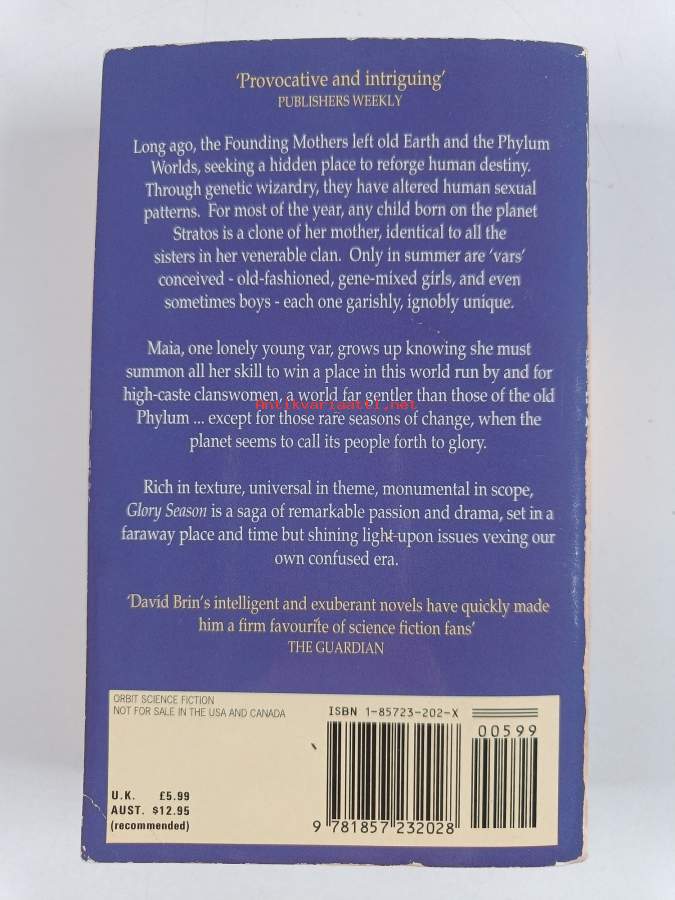 'Provocative and intriguing'
PUBLISHERS WEEKLY
Long ago, the Founding Mothers left old Earth and the Phylum
Worlds, seeking a hidden place to reforge human destiny.
Through genetic wizardry, they have altered human sexual
patterns. For most of the year, any child born on the planet
Stratos is a clone of her mother, identical to all the
sisters in her venerable clan. Only in summer are 'vars'
conceived - old-fashioned, gene-mixed girls, and even
sometimes boys - each one garishly, ignobly unique.
Maia, one lonely young var, grows up knowing she must
summon all her skill to win a place in this world run by and for
high-caste clanswomen, a world far gentler than those of the old
Antikvariaatti.net
Phylum ... except for those rare seasons of change, when the
planet seems to call its people forth to glory.
Rich in texture, universal in theme, monumental in scope,
Glory Season is a saga of remarkable passion and drama, set in a
faraway place and time but shining light upon issues vexing our
own confused era.
'David Brin's intelligent and exuberant novels have quickly made
him a firm favourite of science fiction fans'
THE GUARDIAN
ORBIT SCIENCE FICTION
NOT FOR SALE IN THE USA AND CANADA
U.K. £5.99
AUST. $12.95
(recommended)
ISBN 1-85723-202-X
00599
9 781857 232028